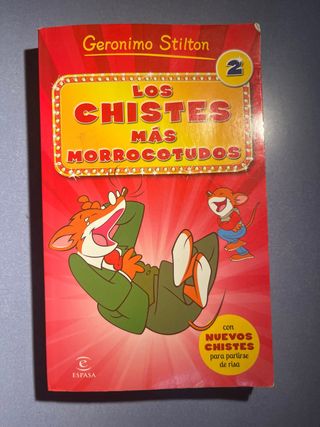 Geronimo Stilton
2
LOS
CHISTES
MÁS
MORROCOTUDOS
con
NUEVOS
CHISTES
para partirse
de risa
e
ESPASA